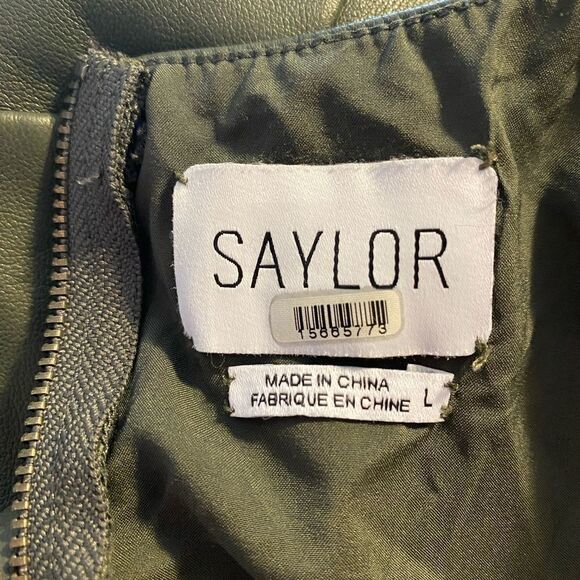 SAYLOR
15665773
MADE IN CHINA
FABRIQUE EN CHINE
L